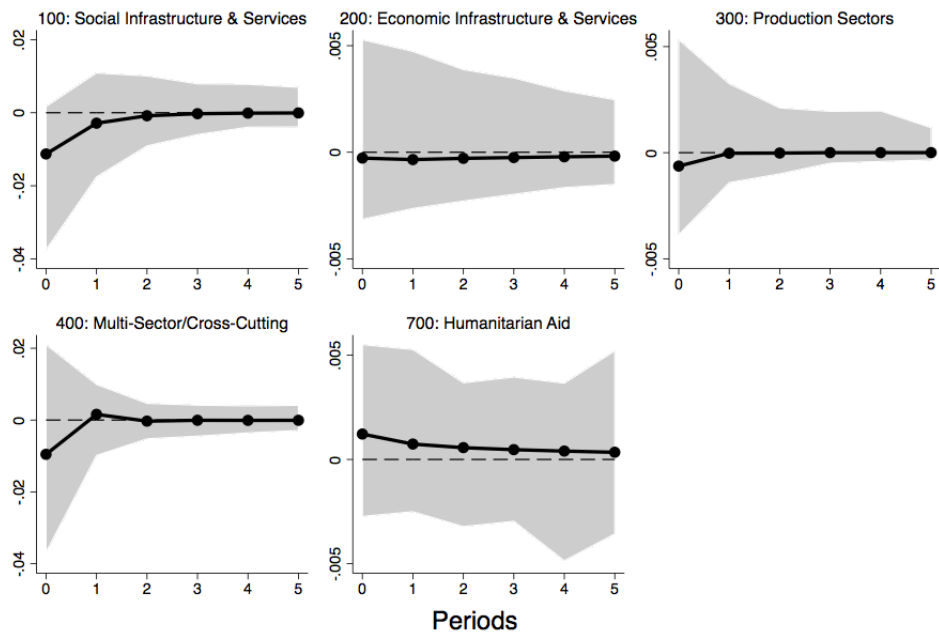 100: Social Infrastructure & Services
.02
0
-.02
-.04
0 1 2 3 4 5
200: Economic Infrastructure & Services
.005
0
-.005
0 1 2 3 4 5
300: Production Sectors
.005
0
-.005
0 1 2 3 4 5
400: Multi-Sector/Cross-Cutting
.02
0
-.02
-.04
0 1 2 3 4 5
700: Humanitarian Aid
.005
0
-.005
0 1 2 3 4 5
Periods